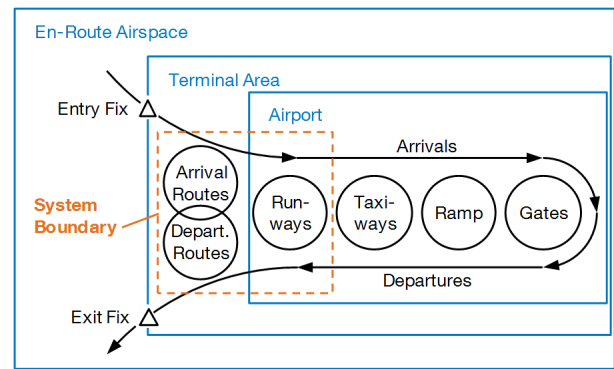 En-Route Airspace
Terminal Area
Entry Fix
Airport
Arrivals
Arrival
Routes
System
Boundary
Depart.
Routes
Run-
ways
Taxi-
ways
Ramp
Gates
Departures
Exit Fix